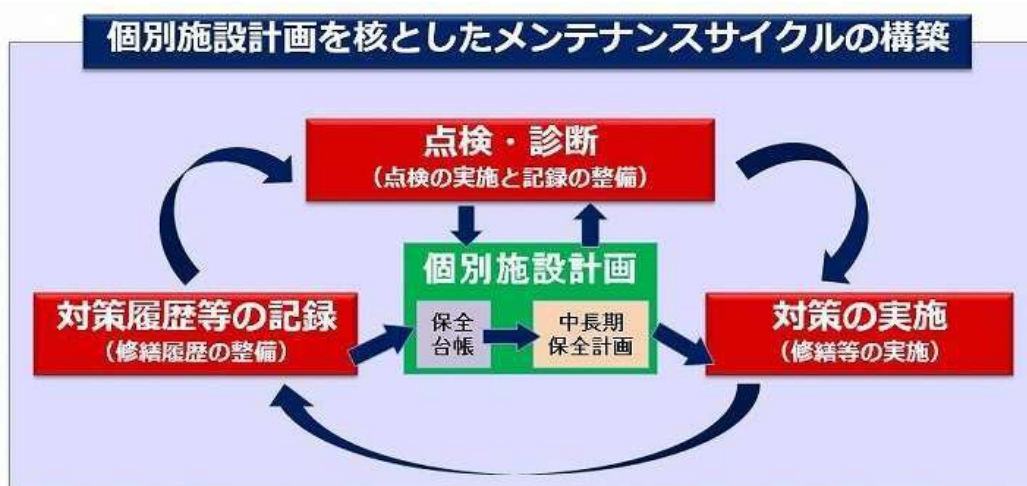 個別施設計画を核としたメンテナンスサイクルの構築
点検・診断
（点検の実施と記録の整備）
個別施設計画
対策履歴等の記録
（修繕履歴の整備）
保全
台帳
中長期
保全計画
対策の実施
（修繕等の実施）